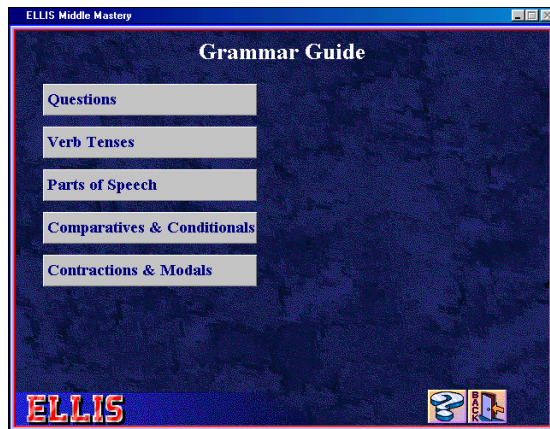 ELLIS Middle Mastery
Grammar Guide
Questions
Verb Tenses
Parts of Speech
Comparatives & Conditionals
Contractions & Modals
ELLIS
BACK